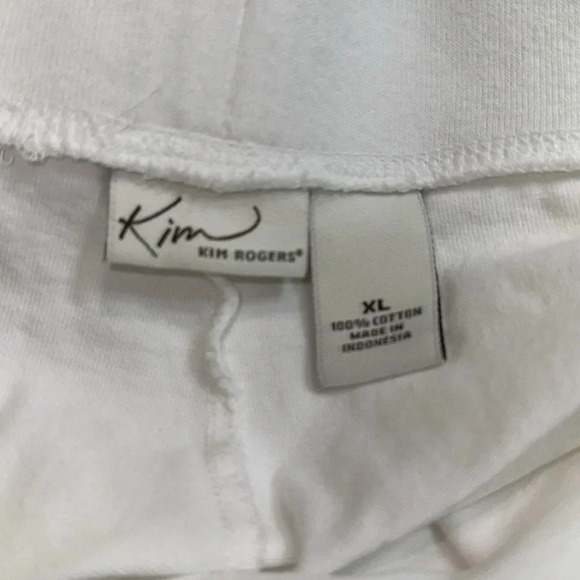 Kim
KIM ROGERS®
XL
100% COTTON
MADE IN
INDONESIA